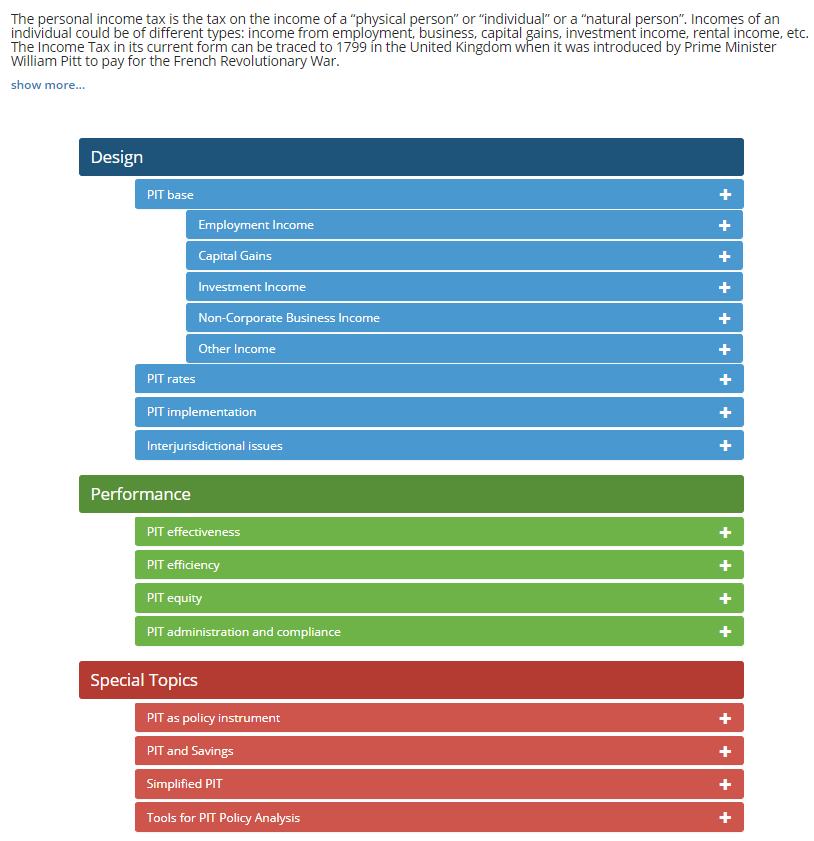 The personal income tax is the tax on the income of a “physical person” or “individual” or a “natural person”. Incomes of an
individual could be of different types: income from employment, business, capital gains, investment income, rental income, etc.
The Income Tax in its current form can be traced to 1799 in the United Kingdom when it was introduced by Prime Minister
William Pitt to pay for the French Revolutionary War.
show more...
Design
PIT base
Employment Income
Capital Gains
Investment Income
Non-Corporate Business Income
Other Income
PIT rates
PIT implementation
Interjurisdictional issues
Performance
PIT effectiveness
PIT efficiency
PIT equity
PIT administration and compliance
Special Topics
PIT as policy instrument
PIT and Savings
Simplified PIT
Tools for PIT Policy Analysis